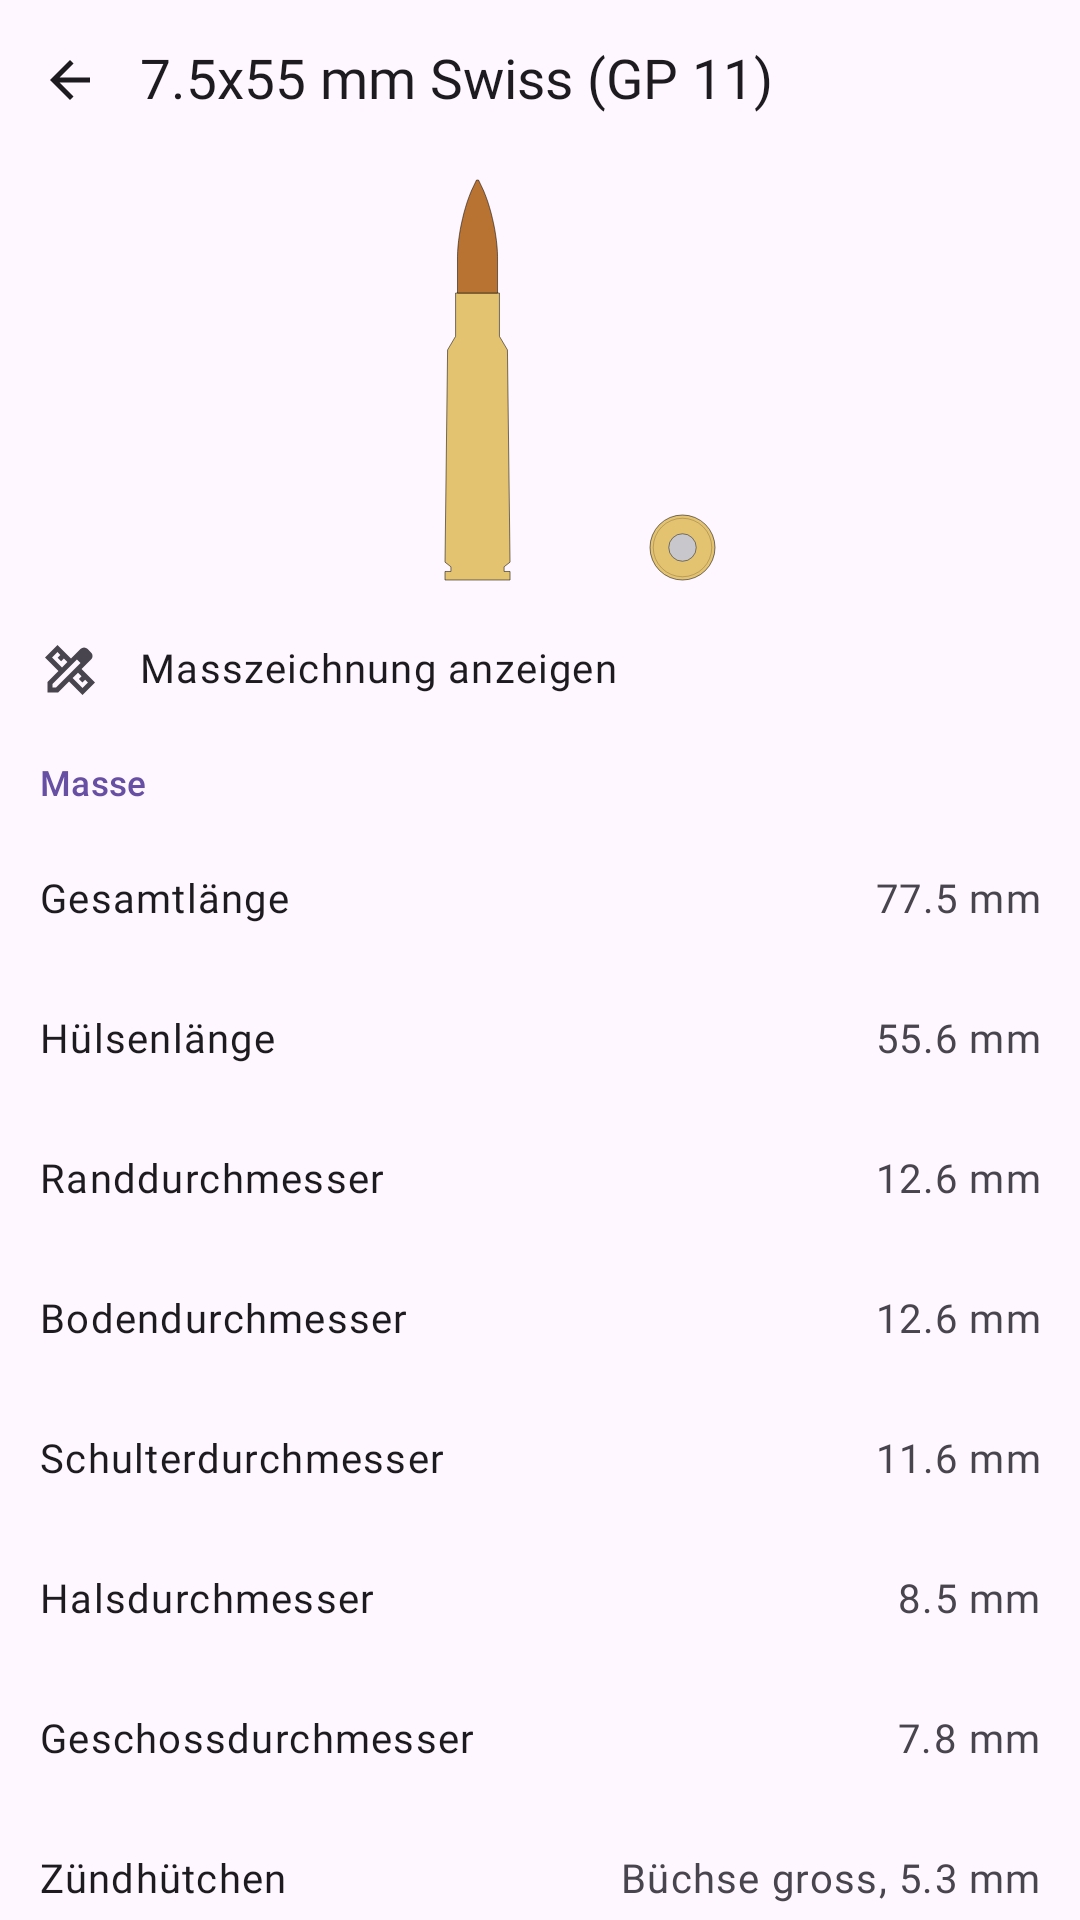 7.5x55 mm Swiss (GP 11)
Masszeichnung anzeigen
Masse
Gesamtlänge 77.5 mm
Hülsenlänge 55.6 mm
Randdurchmesser 12.6 mm
Bodendurchmesser 12.6 mm
Schulterdurchmesser 11.6 mm
Halsdurchmesser 8.5 mm
Geschossdurchmesser 7.8 mm
Zündhütchen Büchse gross, 5.3 mm